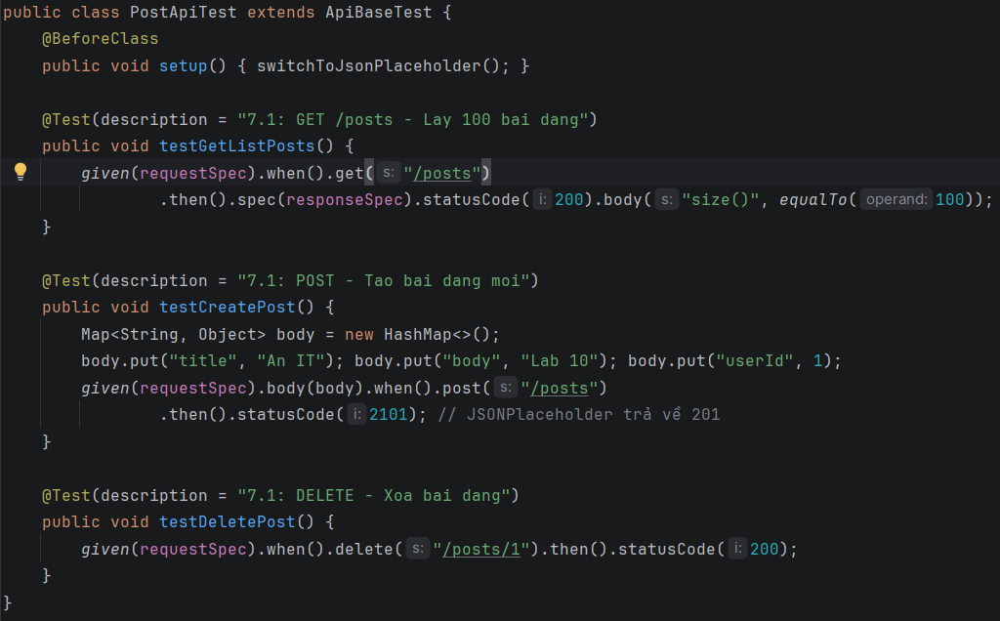 public class PostApiTest extends ApiBaseTest {
    @BeforeClass
    public void setup() { switchToJsonPlaceholder(); }

    @Test(description = "7.1: GET /posts - Lay 100 bai dang")
    public void testGetListPosts() {
        given(requestSpec).when().get( s: "/posts")
                .then().spec(responseSpec).statusCode( i: 200).body( s: "size()", equalTo( operand: 100));
    }

    @Test(description = "7.1: POST - Tao bai dang moi")
    public void testCreatePost() {
        Map<String, Object> body = new HashMap<>();
        body.put("title", "An IT"); body.put("body", "Lab 10"); body.put("userId", 1);
        given(requestSpec).body(body).when().post( s: "/posts")
                .then().statusCode( i: 2101); // JSONPlaceholder trả về 201
    }

    @Test(description = "7.1: DELETE - Xoa bai dang")
    public void testDeletePost() {
        given(requestSpec).when().delete( s: "/posts/1").then().statusCode( i: 200);
    }
}